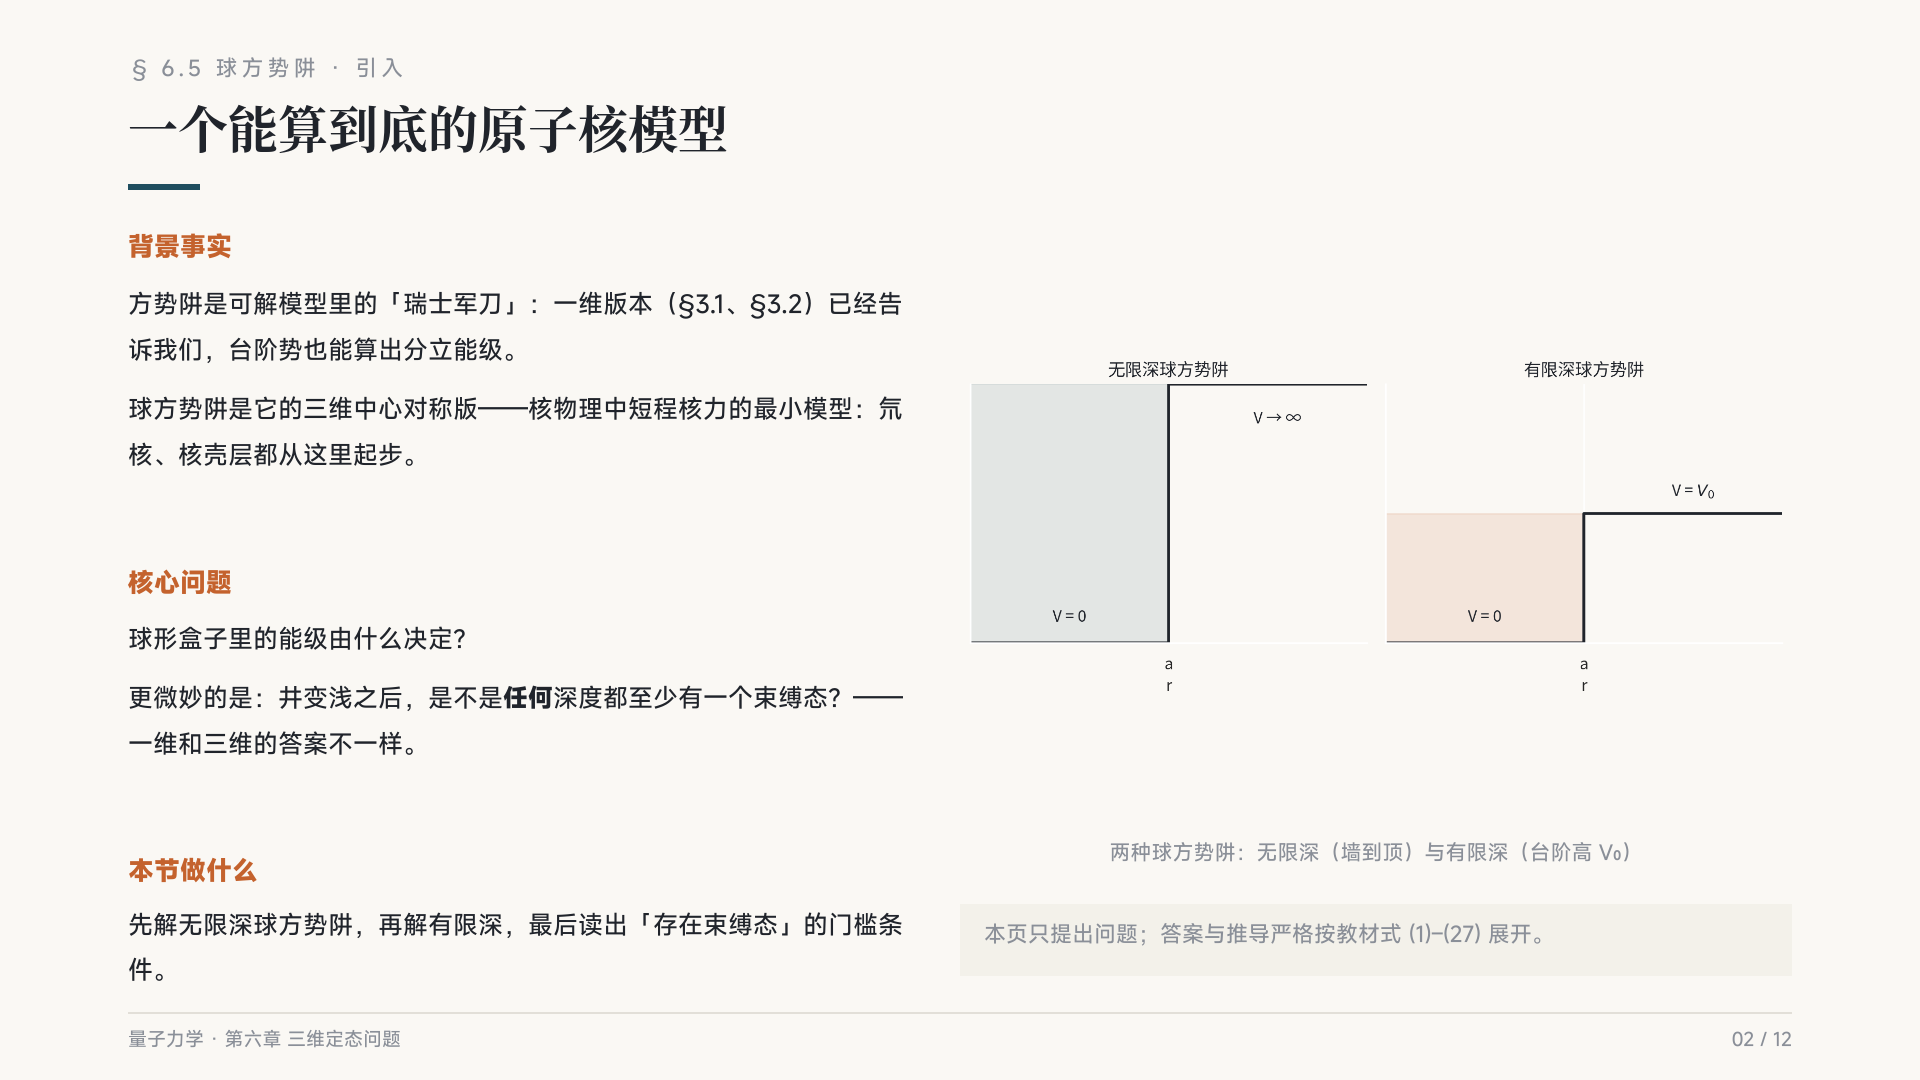 § 6.5 球方势阱 · 引入
一个能算到底的原子核模型
背景事实
方势阱是可解模型里的「瑞士军刀」：一维版本（§3.1、§3.2）已经告
诉我们，台阶势也能算出分立能级。
球方势阱是它的三维中心对称版——核物理中短程核力的最小模型：氘
核、核壳层都从这里起步。
核心问题
球形盒子里的能级由什么决定？
更微妙的是：井变浅之后，是不是任何深度都至少有一个束缚态？——
一维和三维的答案不一样。
本节做什么
先解无限深球方势阱，再解有限深，最后读出「存在束缚态」的门槛条
件。
无限深球方势阱
V → ∞
V = 0
a
r
有限深球方势阱
V = V₀
V = 0
a
r
两种球方势阱：无限深（墙到顶）与有限深（台阶高 V₀）
本页只提出问题；答案与推导严格按教材式 (1)–(27) 展开。
量子力学 · 第六章 三维定态问题
02 / 12